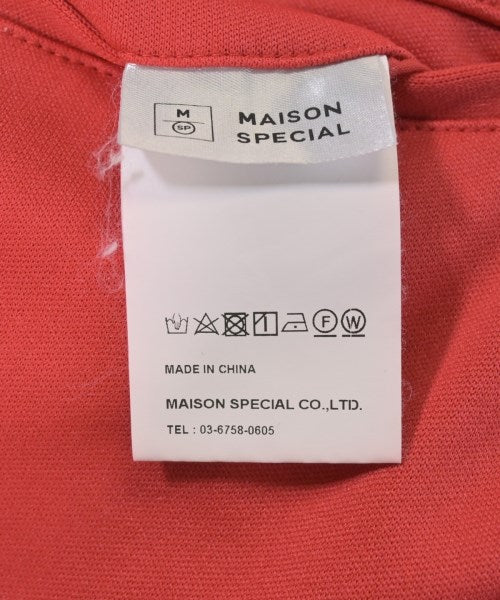 M
SP
MAISON
SPECIAL
F W
MADE IN CHINA
MAISON SPECIAL CO.,LTD.
TEL : 03-6758-0605